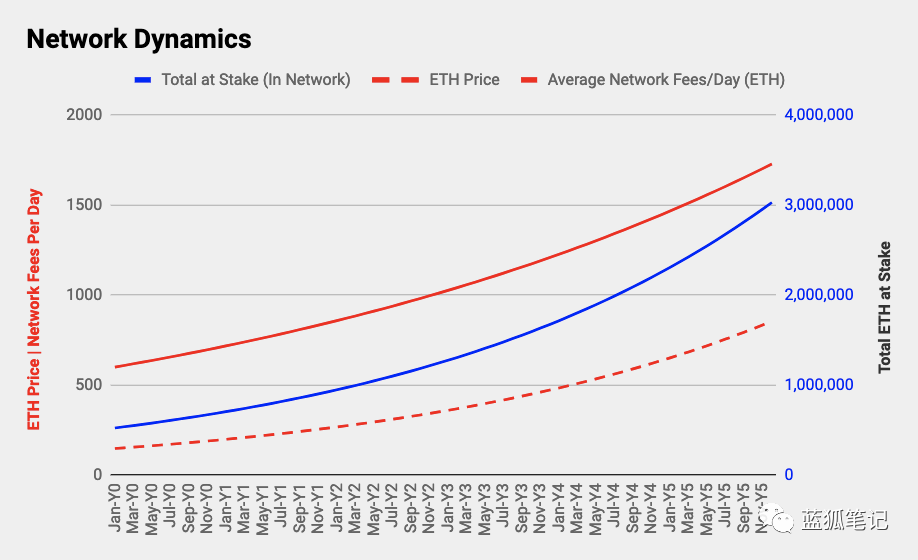 Network Dynamics
Total at Stake (In Network) ETH Price Average Network Fees/Day (ETH)
2000
1500
1000
500
0
ETH Price | Network Fees Per Day
4,000,000
3,000,000
2,000,000
1,000,000
0
Total ETH at Stake
Jan-Y0
Mar-Y0
May-Y0
Jul-Y0
Sep-Y0
Nov-Y0
Jan-Y1
Mar-Y1
May-Y1
Jul-Y1
Sep-Y1
Nov-Y1
Jan-Y2
Mar-Y2
May-Y2
Jul-Y2
Sep-Y2
Nov-Y2
Jan-Y3
Mar-Y3
May-Y3
Jul-Y3
Sep-Y3
Nov-Y3
Jan-Y4
Mar-Y4
May-Y4
Jul-Y4
Sep-Y4
Nov-Y4
Jan-Y5
Mar-Y5
May-Y5
Jul-Y5
Sep-Y5
Nov-Y5
蓝狐笔记